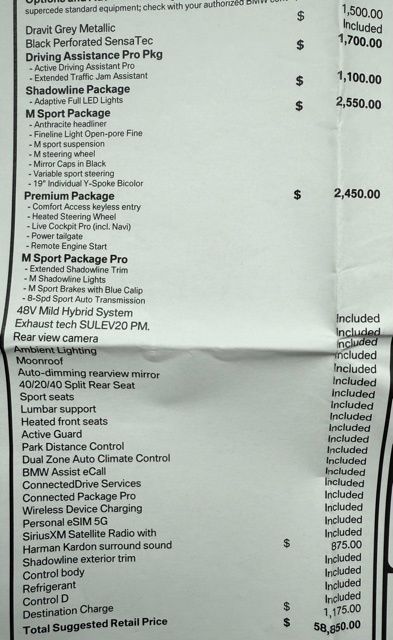 supercede standard equipment; check with your authorized BMW
$ 1,500.00
Dravit Grey Metallic Included
Black Perforated SensaTec $ 1,700.00
Driving Assistance Pro Pkg
- Active Driving Assistant Pro
- Extended Traffic Jam Assistant $ 1,100.00
Shadowline Package
- Adaptive Full LED Lights $ 2,550.00
M Sport Package
- Anthracite headliner
- Fineline Light Open-pore Fine
- M sport suspension
- M steering wheel
- Mirror Caps in Black
- Variable sport steering
- 19" Individual Y-Spoke Bicolor
Premium Package $ 2,450.00
- Comfort Access keyless entry
- Heated Steering Wheel
- Live Cockpit Pro (incl. Navi)
- Power tailgate
- Remote Engine Start
M Sport Package Pro
- Extended Shadowline Trim
- M Shadowline Lights
- M Sport Brakes with Blue Calip
- 8-Spd Sport Auto Transmission
48V Mild Hybrid System Included
Exhaust tech SULEV20 PM. Included
Rear view camera Included
Ambient Lighting Included
Moonroof Included
Auto-dimming rearview mirror Included
40/20/40 Split Rear Seat Included
Sport seats Included
Lumbar support Included
Heated front seats Included
Active Guard Included
Park Distance Control Included
Dual Zone Auto Climate Control Included
BMW Assist eCall Included
ConnectedDrive Services Included
Connected Package Pro Included
Wireless Device Charging Included
Personal eSIM 5G Included
SiriusXM Satellite Radio with Included
Harman Kardon surround sound $ 875.00
Shadowline exterior trim Included
Control body Included
Refrigerant Included
Control D Included
Destination Charge $ 1,175.00
Total Suggested Retail Price $ 58,850.00